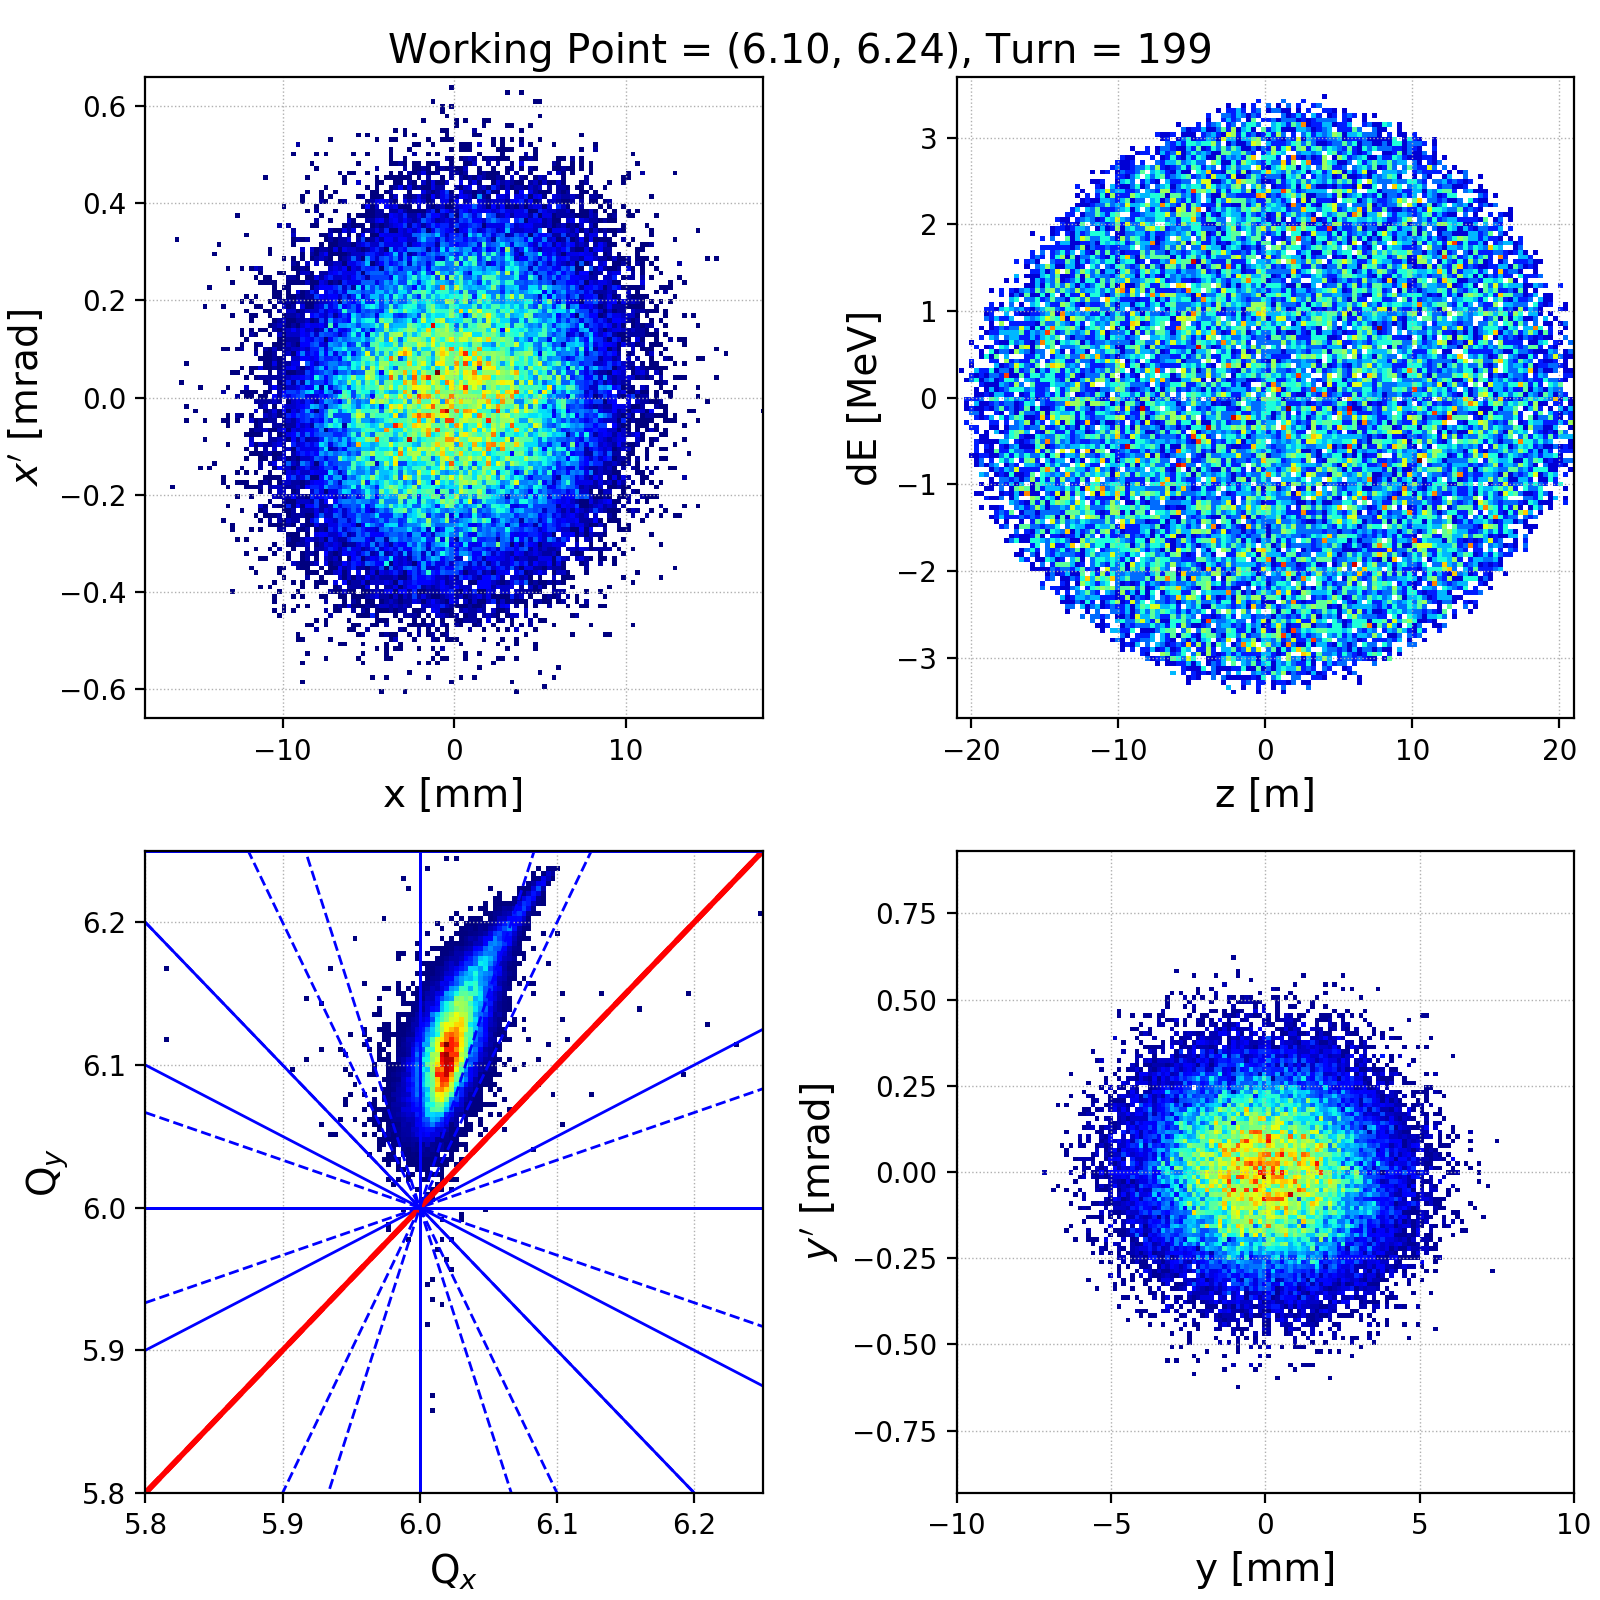 Working Point = (6.10, 6.24), Turn = 199
0.6
0.4
0.2
0.0
−0.2
−0.4
−0.6
x′ [mrad]
−10 0 10
x [mm]
3
2
1
0
−1
−2
−3
dE [MeV]
−20 −10 0 10 20
z [m]
6.2
6.1
6.0
5.9
5.8
Qy
5.8 5.9 6.0 6.1 6.2
Qx
0.75
0.50
0.25
0.00
−0.25
−0.50
−0.75
y′ [mrad]
−10 −5 0 5 10
y [mm]